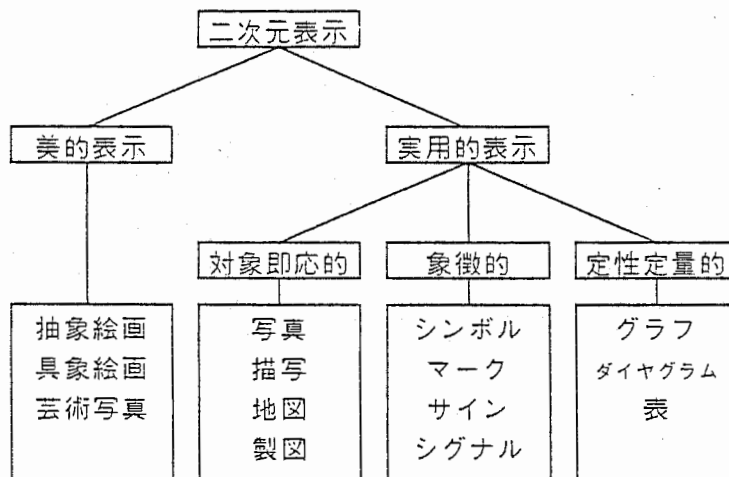 二次元表示
美的表示
実用的表示
対象即応的
象徴的
定性定量的
抽象絵画
具象絵画
芸術写真
写真
描写
地図
製図
シンボル
マーク
サイン
シグナル
グラフ
ダイヤグラム
表